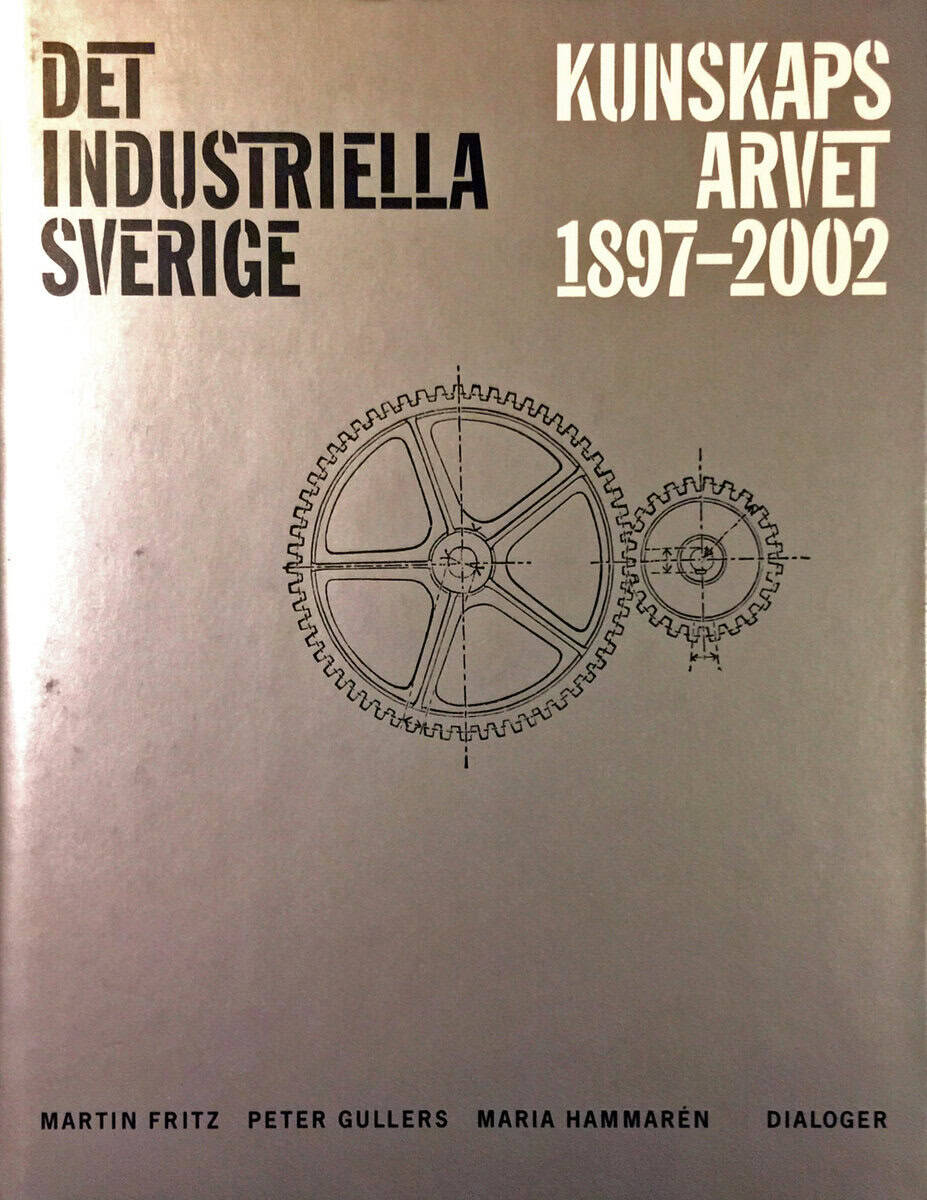 DET
INDUSTRIELLA
SVERIGE
KUNSKAPS
ARVET
1897–2002
MARTIN FRITZ PETER GULLERS MARIA HAMMARÉN DIALOGER